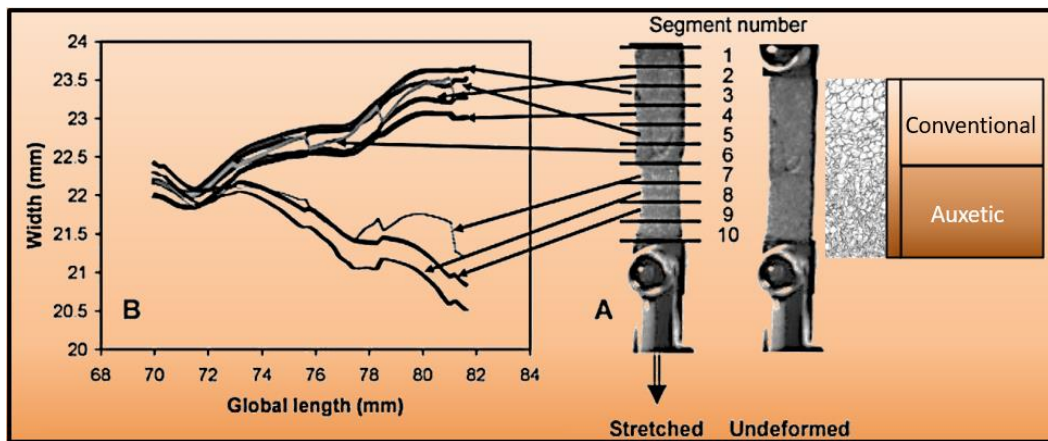 Segment number
24
23.5
23
22.5
22
21.5
21
20.5
20
Width (mm)
68 70 72 74 76 78 80 82 84
Global length (mm)
B
A
1
2
3
4
5
6
7
8
9
10
Conventional
Auxetic
Stretched Undeformed